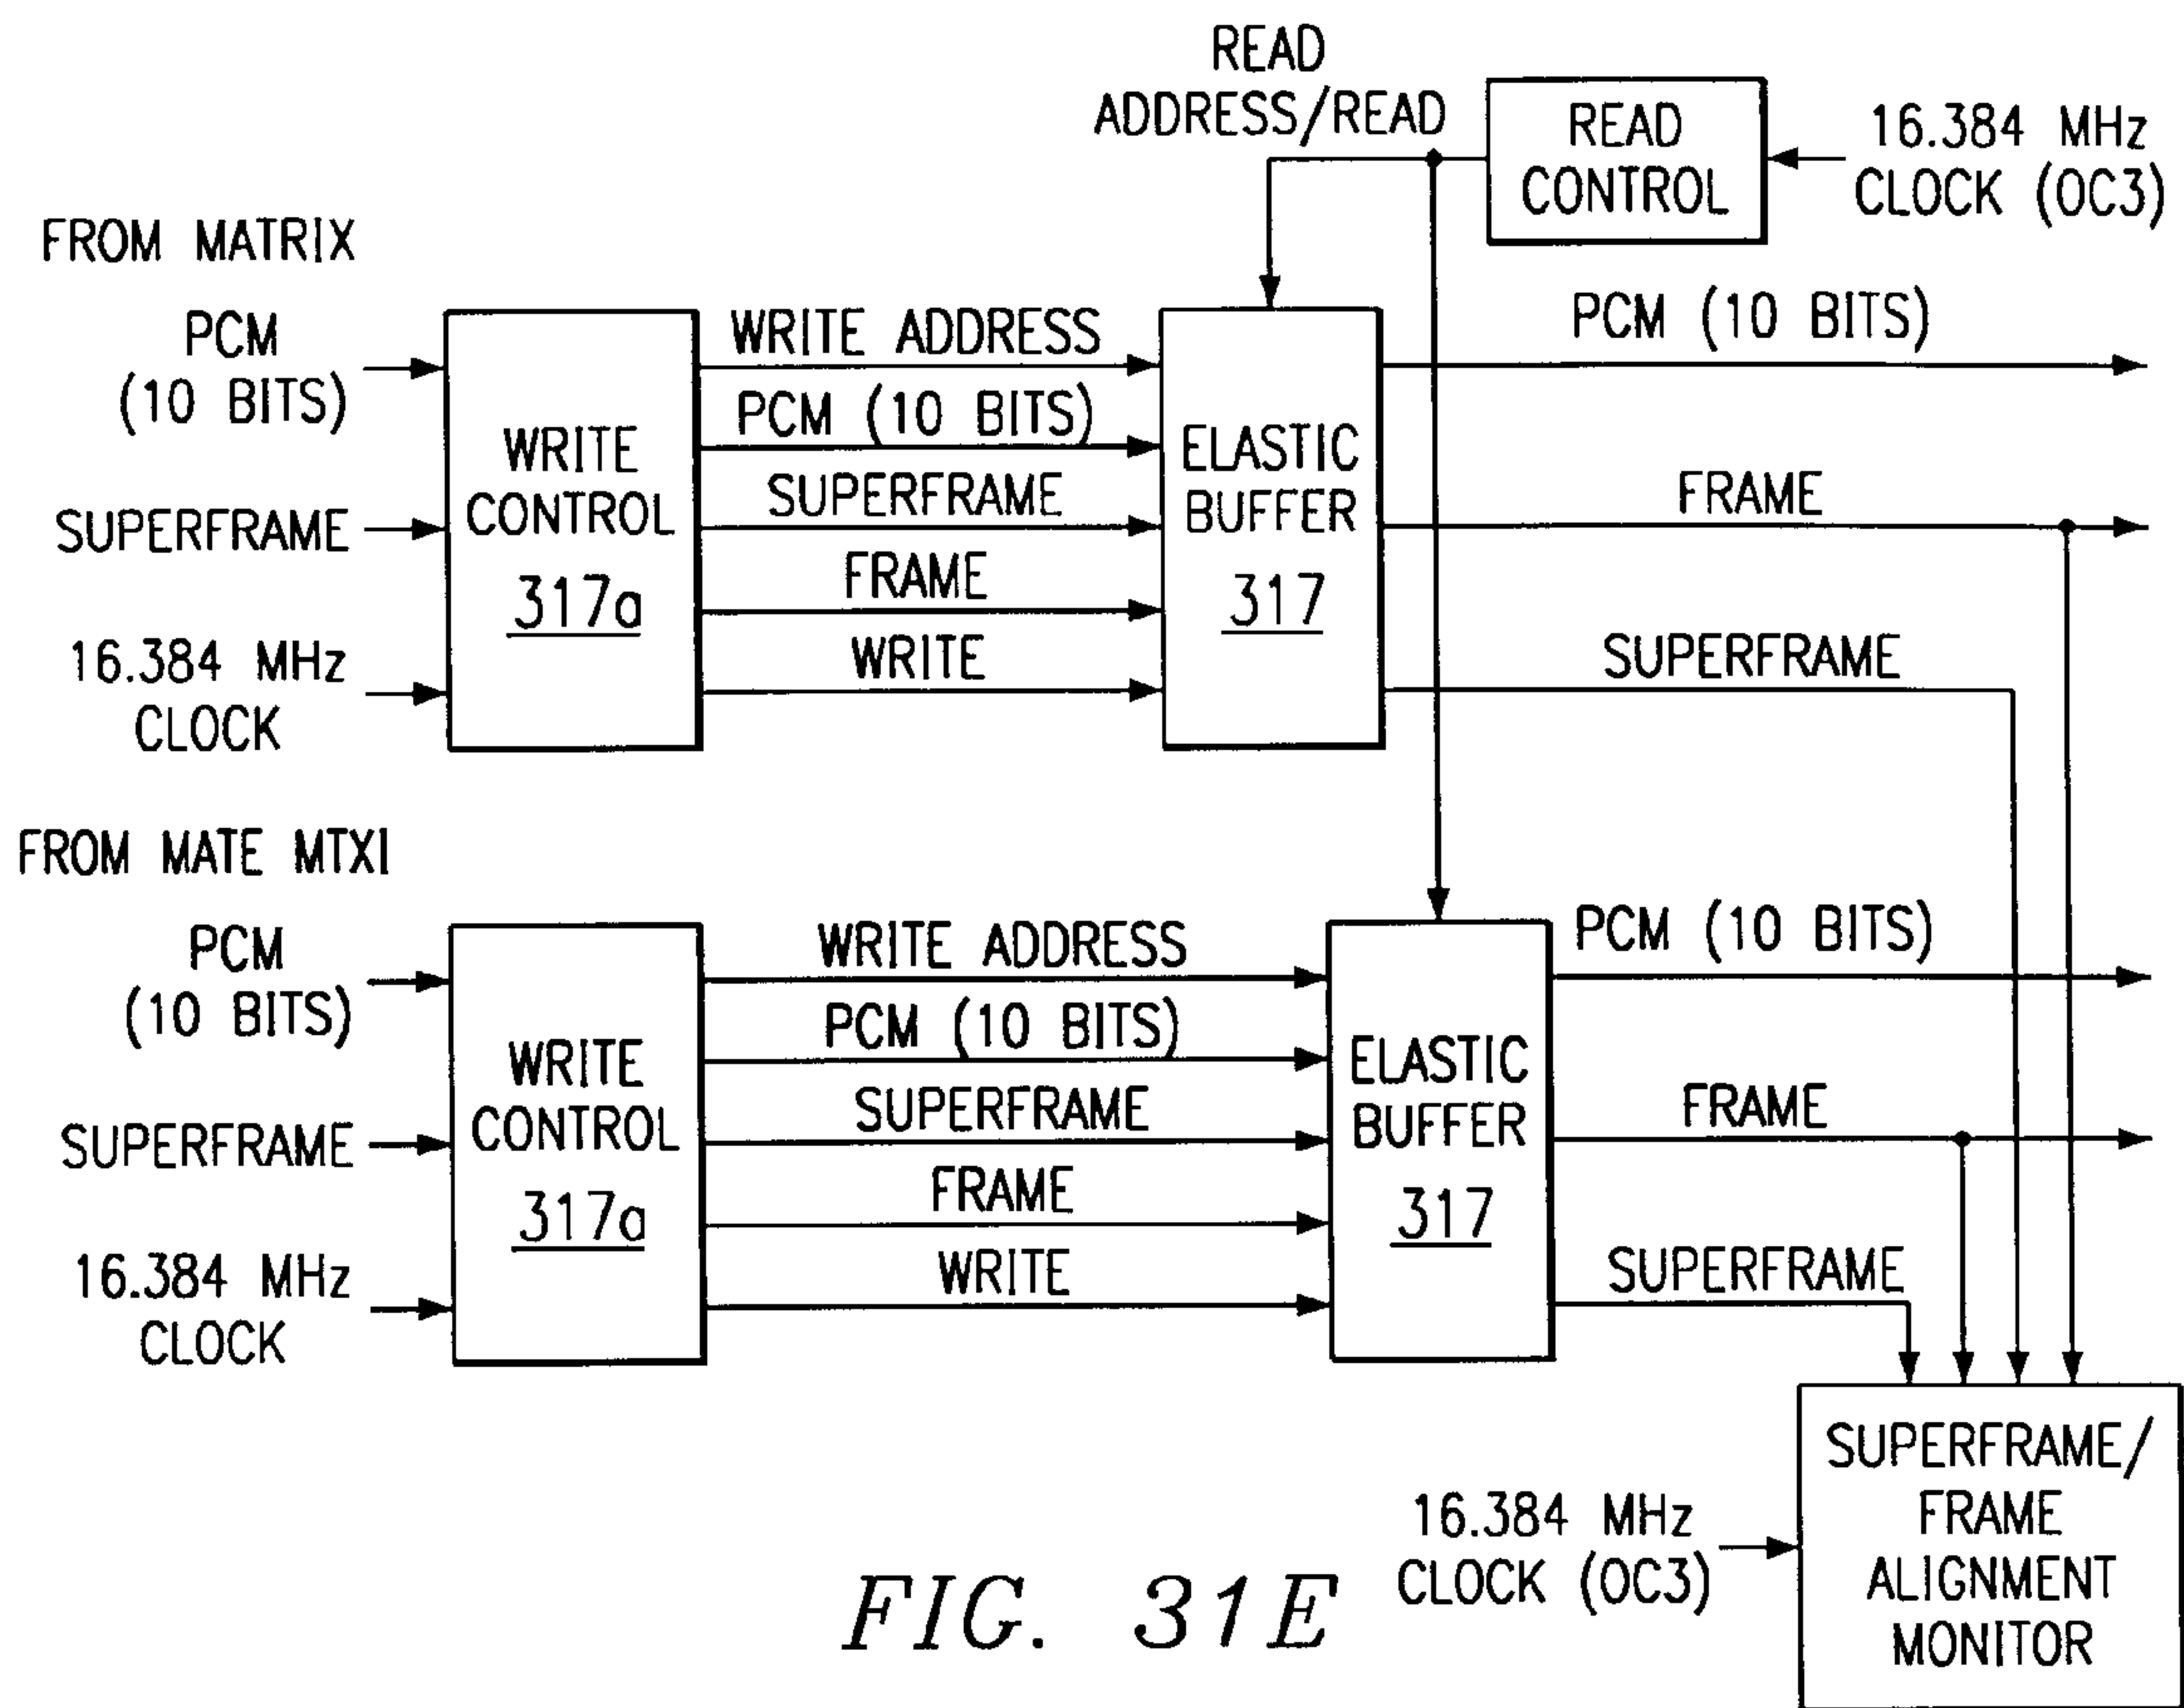 READ
ADDRESS/READ
READ
CONTROL
16.384 MHz
CLOCK (OC3)
FROM MATRIX
PCM
(10 BITS)
SUPERFRAME
16.384 MHz
CLOCK
WRITE
CONTROL
317a
WRITE ADDRESS
PCM (10 BITS)
SUPERFRAME
FRAME
WRITE
ELASTIC
BUFFER
317
PCM (10 BITS)
FRAME
SUPERFRAME
FROM MATE MTXI
PCM
(10 BITS)
SUPERFRAME
16.384 MHz
CLOCK
WRITE
CONTROL
317a
WRITE ADDRESS
PCM (10 BITS)
SUPERFRAME
FRAME
WRITE
ELASTIC
BUFFER
317
PCM (10 BITS)
FRAME
SUPERFRAME
16.384 MHz
CLOCK (OC3)
SUPERFRAME/
FRAME
ALIGNMENT
MONITOR
FIG. 31E